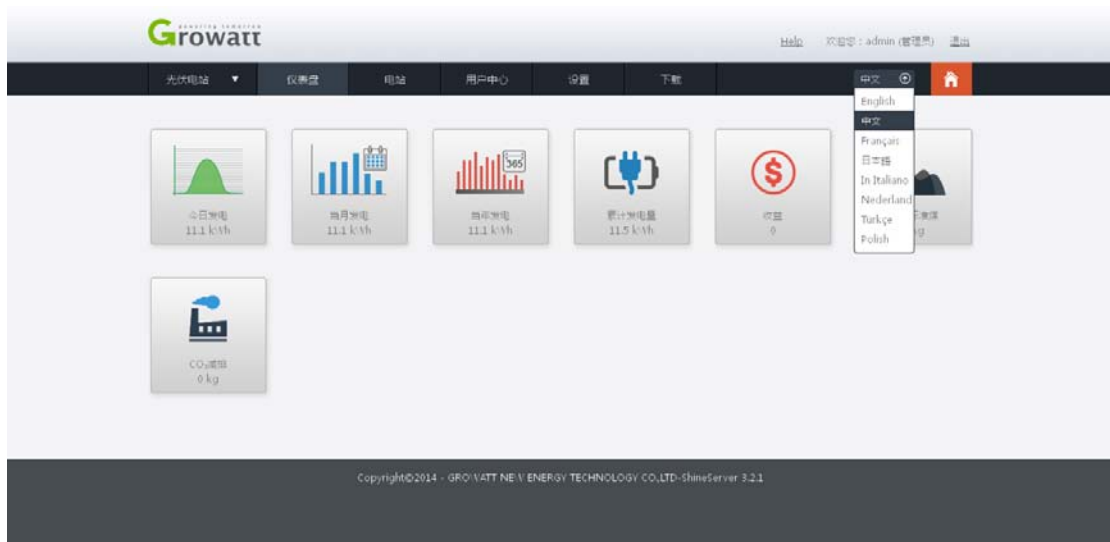 powering tomorrow
Growatt
Help 欢迎您：admin (管理员) 退出
光伏电站 ▼ 仪表盘 电站 用户中心 设置 下载 中文
English
中文
Français
日本語
In Italiano
Nederland
Turkçe
Polish
365
今日发电
11.1 kWh
当月发电
11.1 kWh
当年发电
11.1 kWh
累计发电量
11.5 kWh
$
收益
0
CO₂减排
0 kg
Copyright©2014 - GROWATT NEW ENERGY TECHNOLOGY CO,LTD-ShineServer 3.2.1